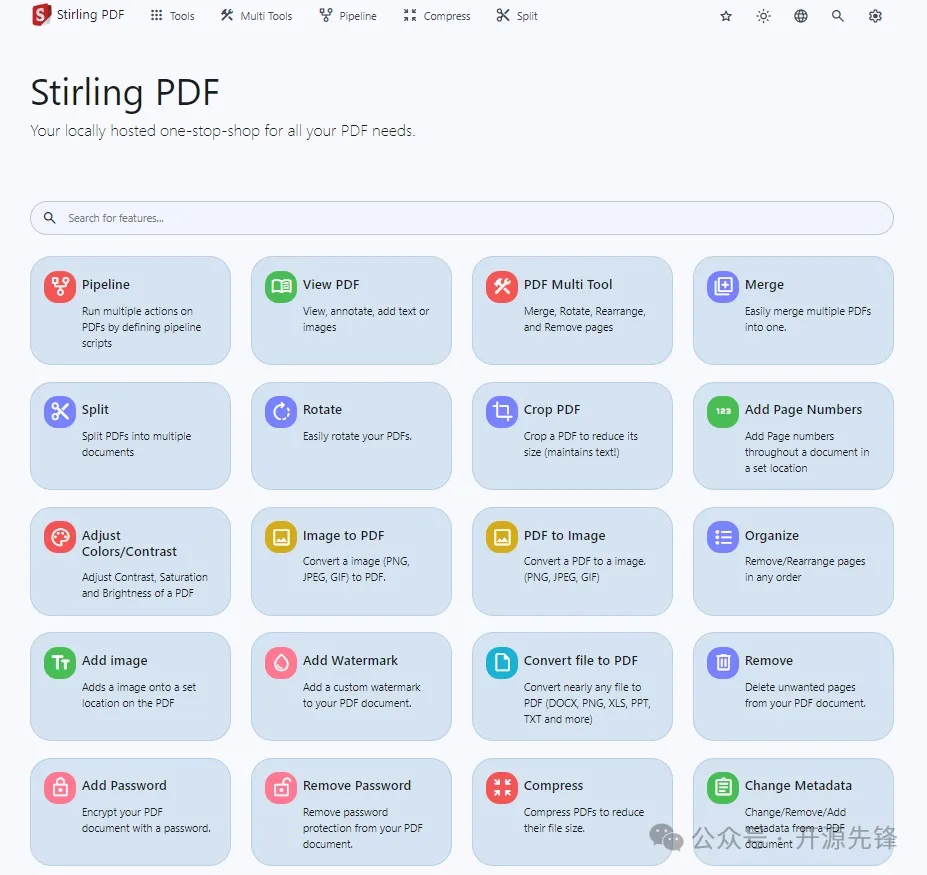 Stirling PDF Tools Multi Tools Pipeline Compress Split
Stirling PDF
Your locally hosted one-stop-shop for all your PDF needs.
Search for features...
Pipeline
Run multiple actions on
PDFs by defining pipeline
scripts
View PDF
View, annotate, add text or
images
PDF Multi Tool
Merge, Rotate, Rearrange,
and Remove pages
Merge
Easily merge multiple PDFs
into one.
Split
Split PDFs into multiple
documents
Rotate
Easily rotate your PDFs.
Crop PDF
Crop a PDF to reduce its
size (maintains text!)
123
Add Page Numbers
Add Page numbers
throughout a document in
a set location
Adjust
Colors/Contrast
Adjust Contrast, Saturation
and Brightness of a PDF
Image to PDF
Convert a image (PNG,
JPEG, GIF) to PDF.
PDF to Image
Convert a PDF to a image.
(PNG, JPEG, GIF)
Organize
Remove/Rearrange pages
in any order
Add image
Adds a image onto a set
location on the PDF
Add Watermark
Add a custom watermark
to your PDF document.
Convert file to PDF
Convert nearly any file to
PDF (DOCX, PNG, XLS, PPT,
TXT and more)
Remove
Delete unwanted pages
from your PDF document.
Add Password
Encrypt your PDF
document with a password.
Remove Password
Remove password
protection from your PDF
document.
Compress
Compress PDFs to reduce
their file size.
Change Metadata
Change/Remove/Add
metadata from a PDF
document
公众号 · 开源先锋